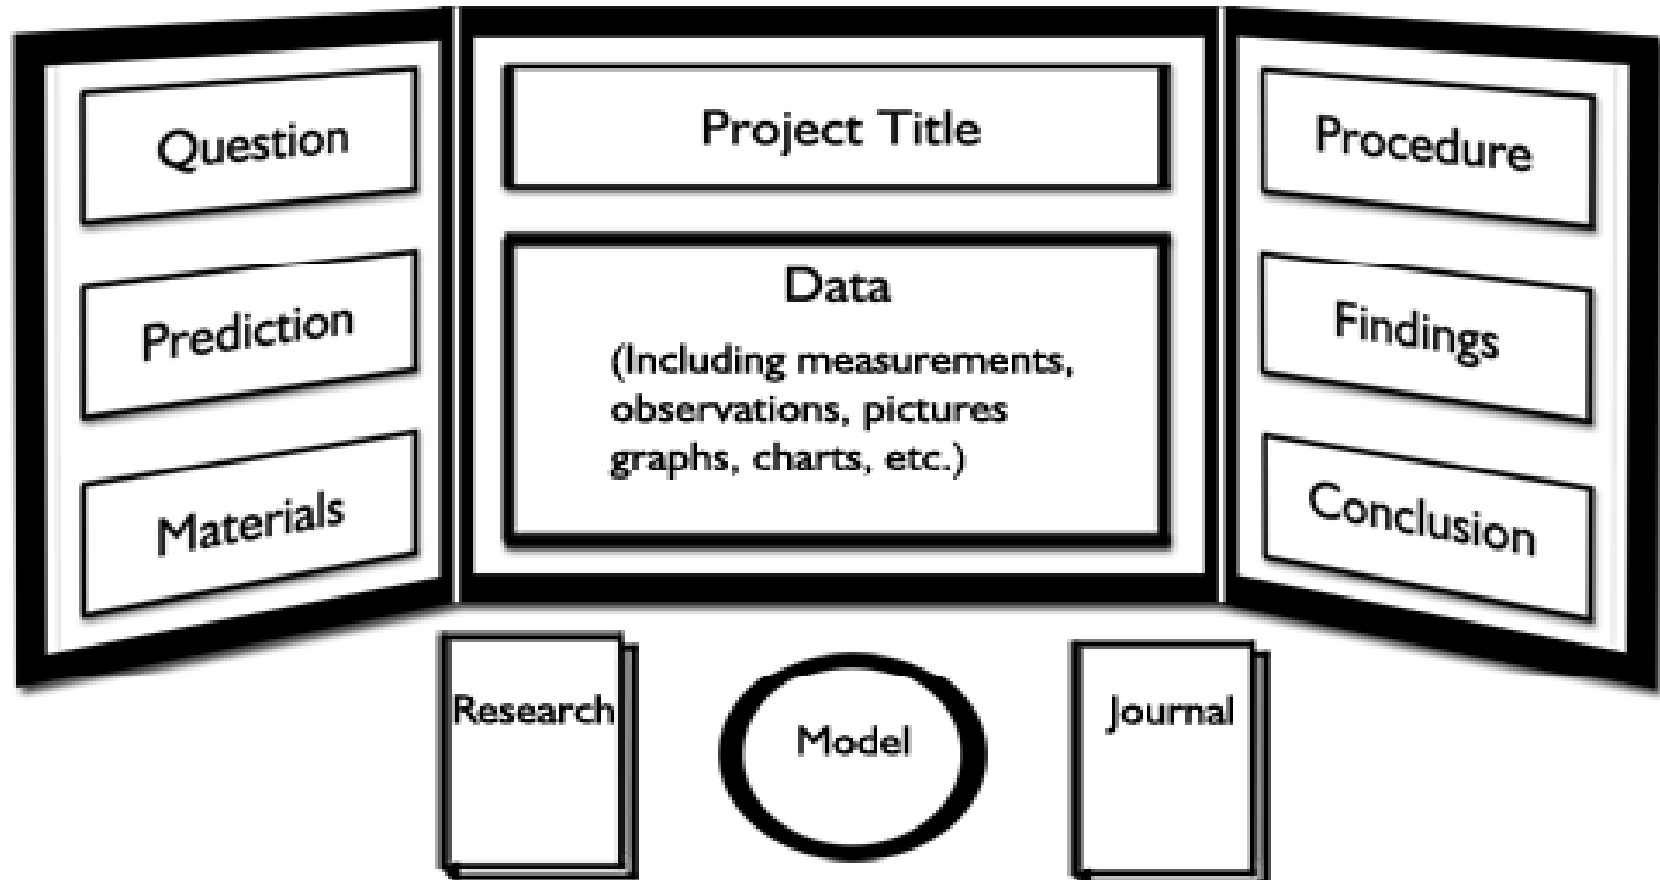 Question
Prediction
Materials
Project Title
Data
(Including measurements,
observations, pictures
graphs, charts, etc.)
Procedure
Findings
Conclusion
Research
Model
Journal